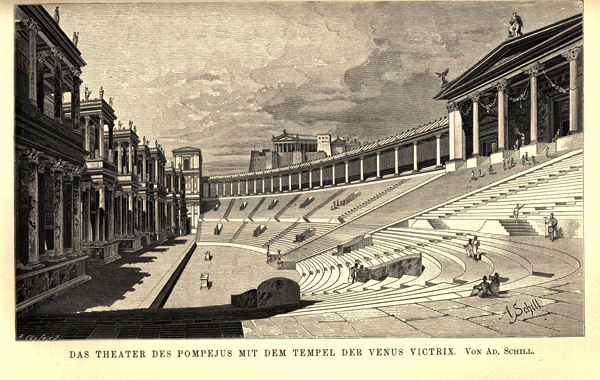 A. Schill
DAS THEATER DES POMPEJUS MIT DEM TEMPEL DER VENUS VICTRIX. VON AD. SCHILL.